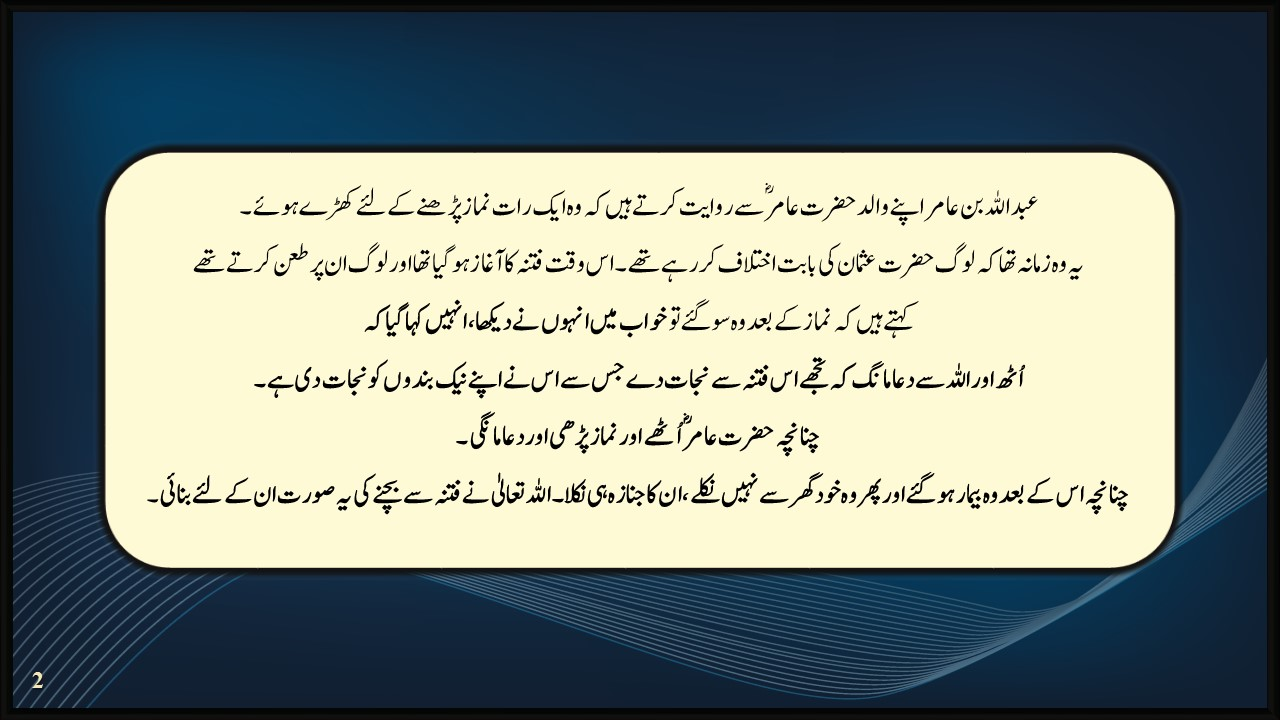 عبداللہ بن عامر اپنے والد حضرت عامرؓ سے روایت کرتے ہیں کہ وہ ایک رات نماز پڑھنے کے لئے کھڑے ہوئے۔
یہ وہ زمانہ تھا کہ لوگ حضرت عثمان کی بابت اختلاف کر رہے تھے۔ اس وقت فتنہ کا آغاز ہو گیا تھا اور لوگ ان پر طعن کرتے تھے
کہتے ہیں کہ نماز کے بعد وہ سو گئے تو خواب میں انہوں نے دیکھا، انہیں کہا گیا کہ
اُٹھ اور اللہ سے دعا مانگ کہ تجھے اس فتنہ سے نجات دے جس سے اس نے اپنے نیک بندوں کو نجات دی ہے۔
چنانچہ حضرت عامرؓ اُٹھے اور نماز پڑھی اور دعا مانگی۔
چنانچہ اس کے بعد وہ بیمار ہو گئے اور پھر وہ خود گھر سے نہیں نکلے، ان کا جنازہ ہی نکلا۔ اللہ تعالیٰ نے فتنہ سے بچنے کی یہ صورت ان کے لئے بنائی۔
2